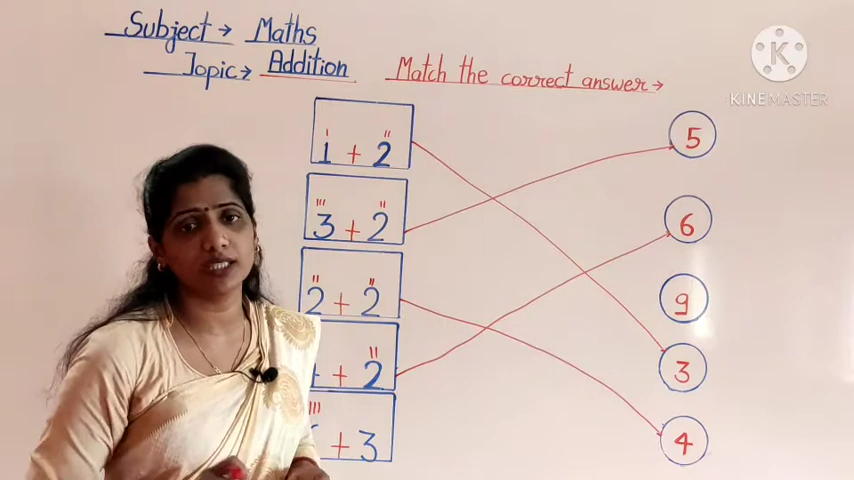 Subject → Maths
Topic → Addition
Match the correct answer →
KINEMASTER
K
1 + 2
3 + 2
2 + 2
+ 2
+ 3
5
6
9
3
4